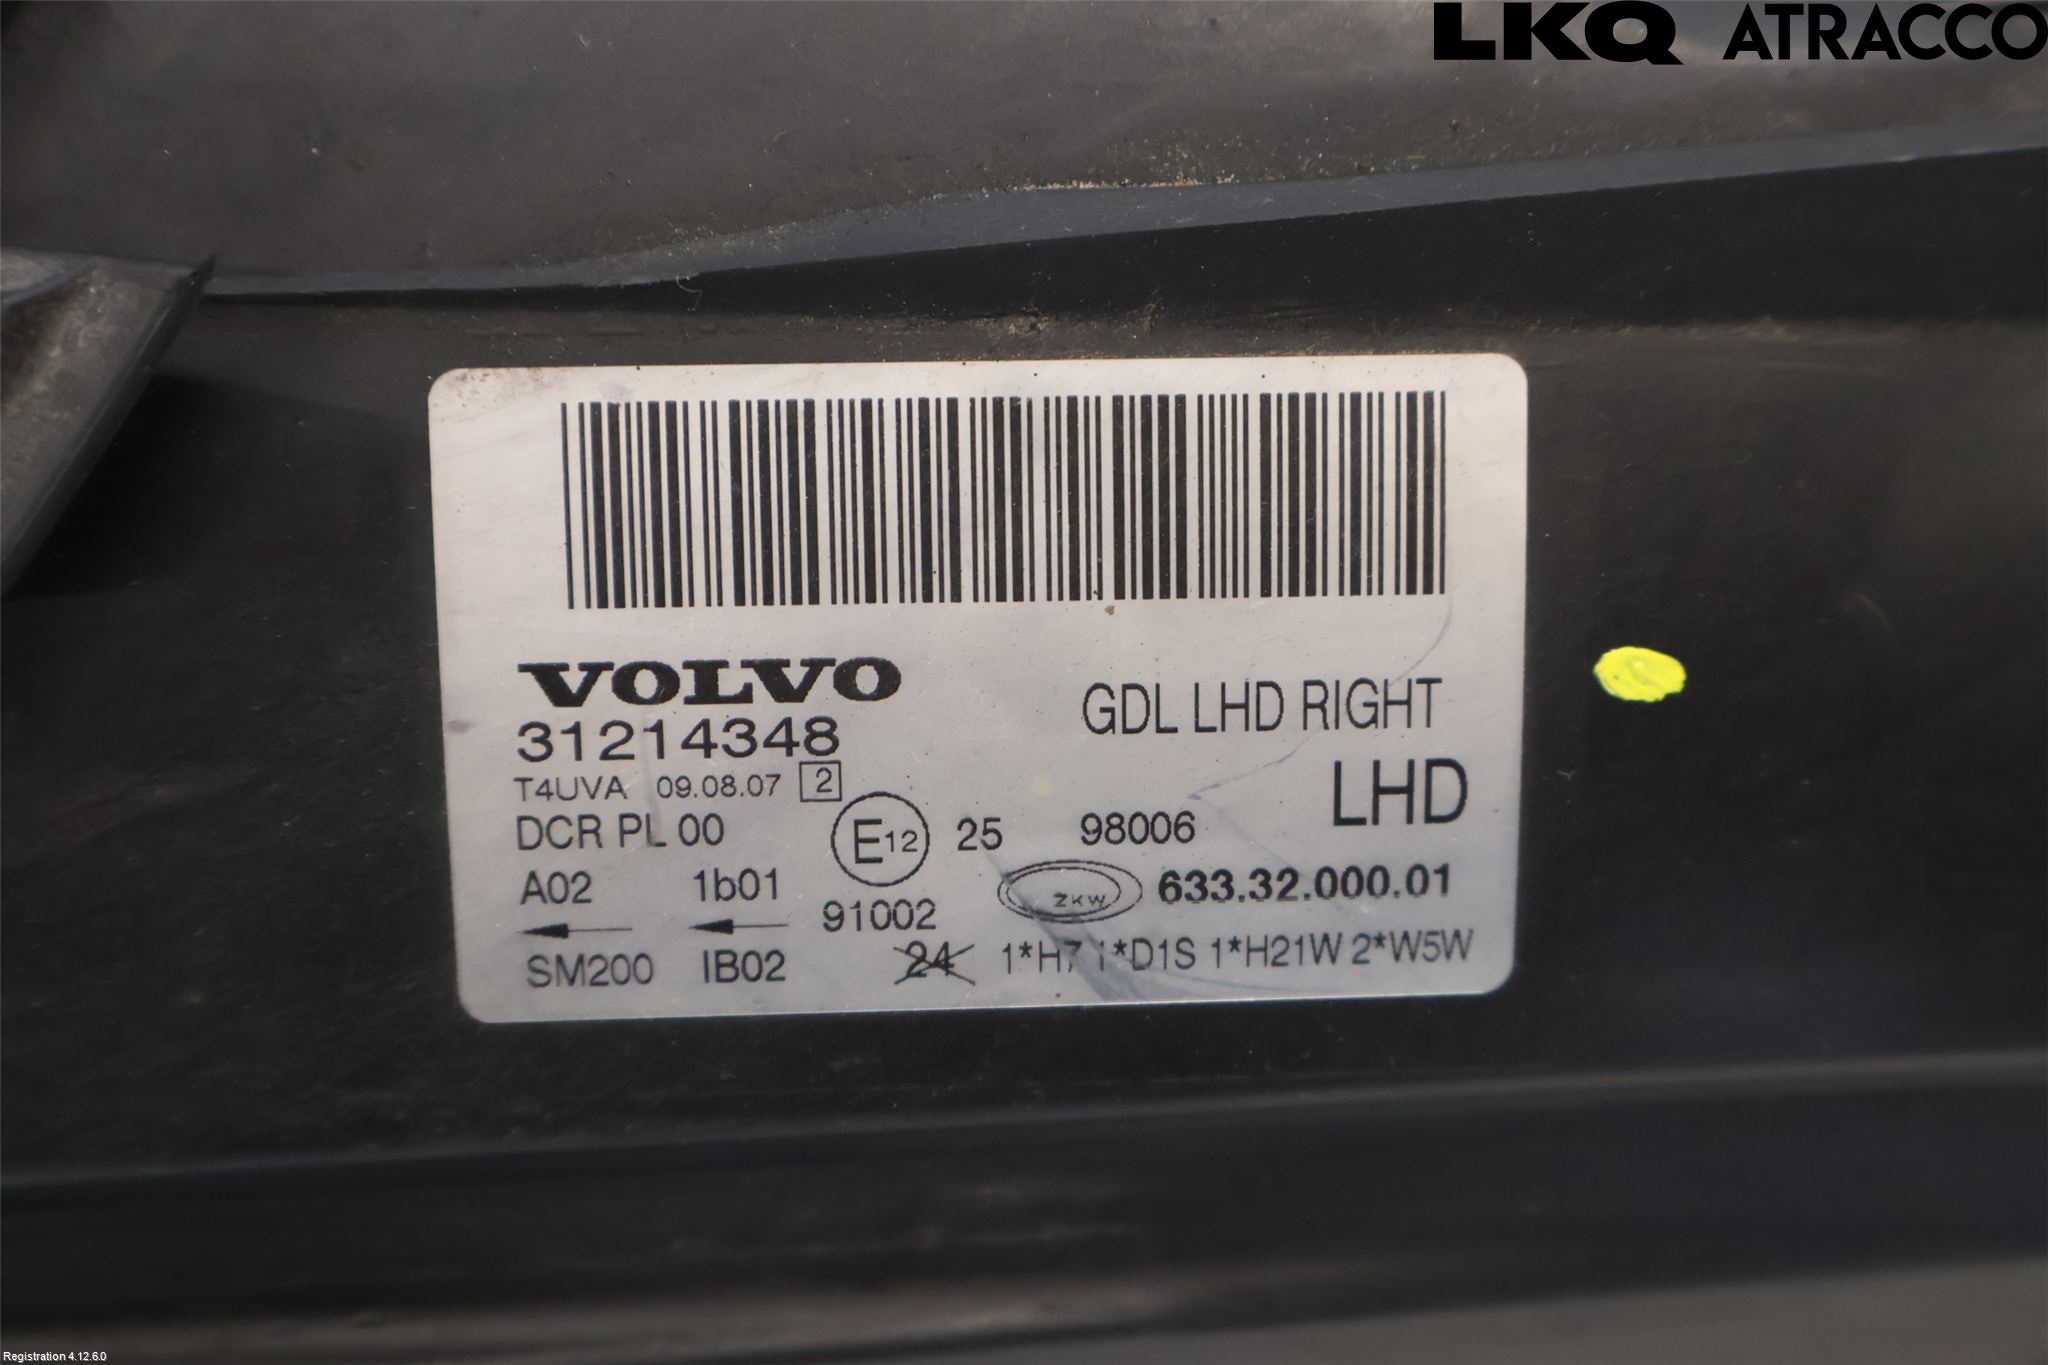 LKQ ATRACCO
VOLVO
31214348
GDL LHD RIGHT
T4UVA 09.08.07 2
LHD
DCR PL 00
E12 25 98006
A02 1b01
ZKW 633.32.000.01
91002
SM200 IB02 24 1*H7 1*D1S 1*H21W 2*W5W
Registration 4.12.6.0